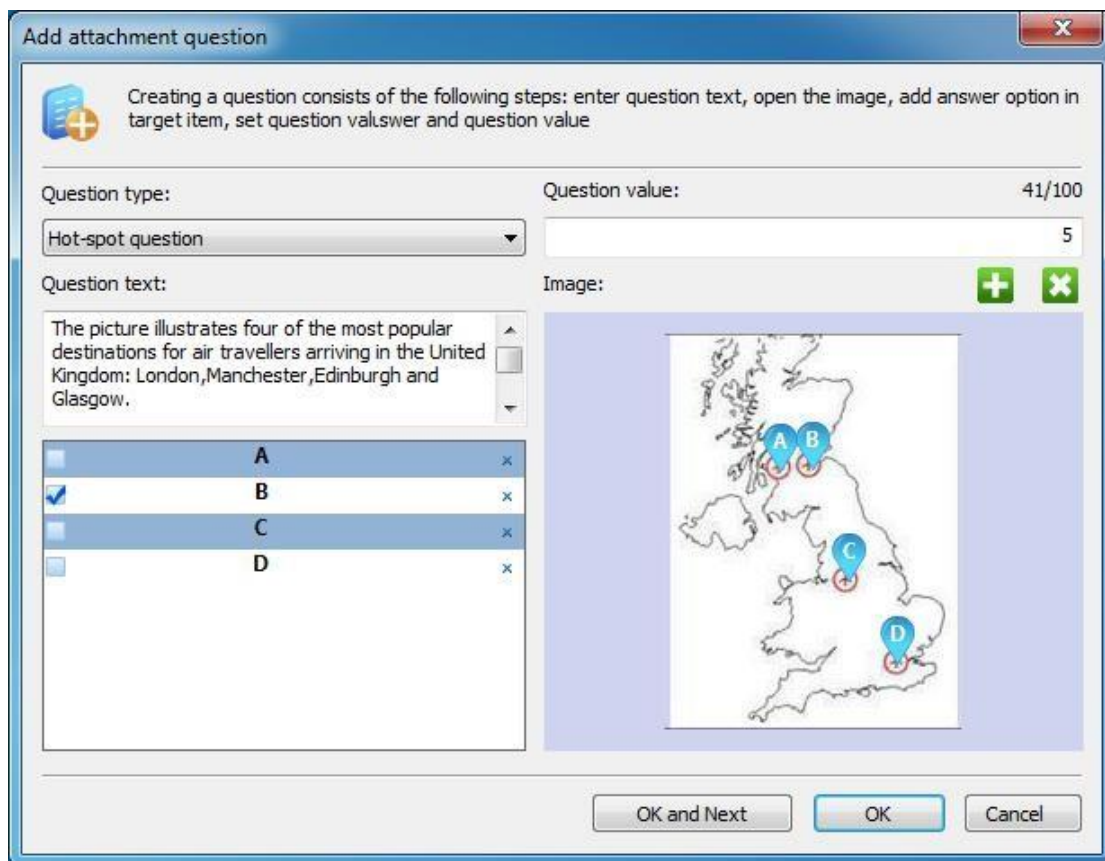 Add attachment question
Creating a question consists of the following steps: enter question text, open the image, add answer option in
target item, set question valuswer and question value
Question type:
Hot-spot question
Question value:
41/100
5
Question text:
The picture illustrates four of the most popular
destinations for air travellers arriving in the United
Kingdom: London,Manchester,Edinburgh and
Glasgow.
A
B
C
D
Image:
A
B
C
D
OK and Next
OK
Cancel